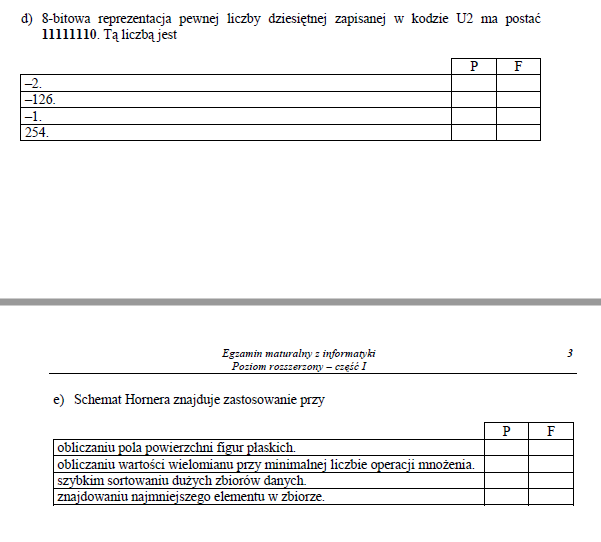 d) 8-bitowa reprezentacja pewnej liczby dziesiętnej zapisanej w kodzie U2 ma postać
11111110. Tą liczbą jest
P F
–2.
–126.
–1.
254.
Egzamin maturalny z informatyki 3
Poziom rozszerzony – część I
e) Schemat Hornera znajduje zastosowanie przy
P F
obliczaniu pola powierzchni figur płaskich.
obliczaniu wartości wielomianu przy minimalnej liczbie operacji mnożenia.
szybkim sortowaniu dużych zbiorów danych.
znajdowaniu najmniejszego elementu w zbiorze.